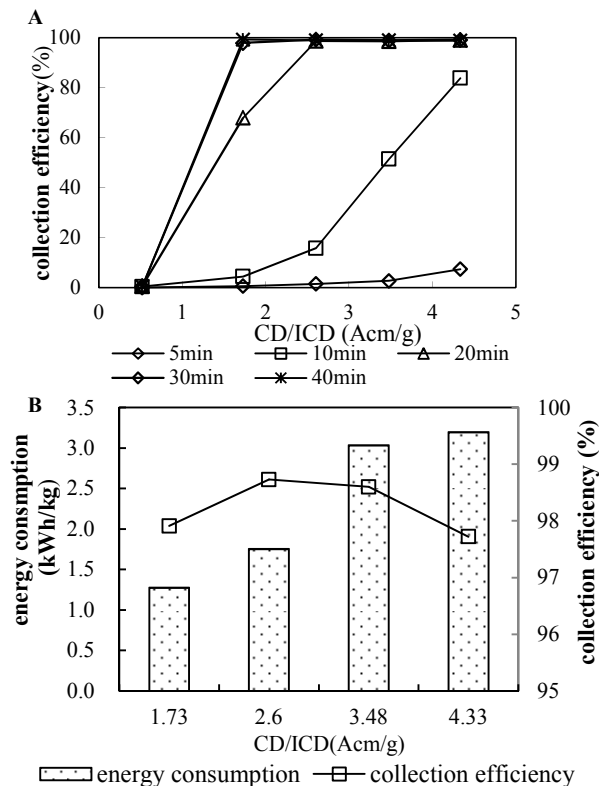 A
collection efficiency(%)
100
80
60
40
20
0
0 1 2 3 4 5
CD/ICD (Acm/g)
5min 10min 20min
30min 40min
B
energy consmption
(kWh/kg)
3.5
3.0
2.5
2.0
1.5
1.0
0.5
0.0
100
99
98
97
96
95
collection efficiency (%)
1.73 2.6 3.48 4.33
CD/ICD(Acm/g)
energy consumption collection efficiency